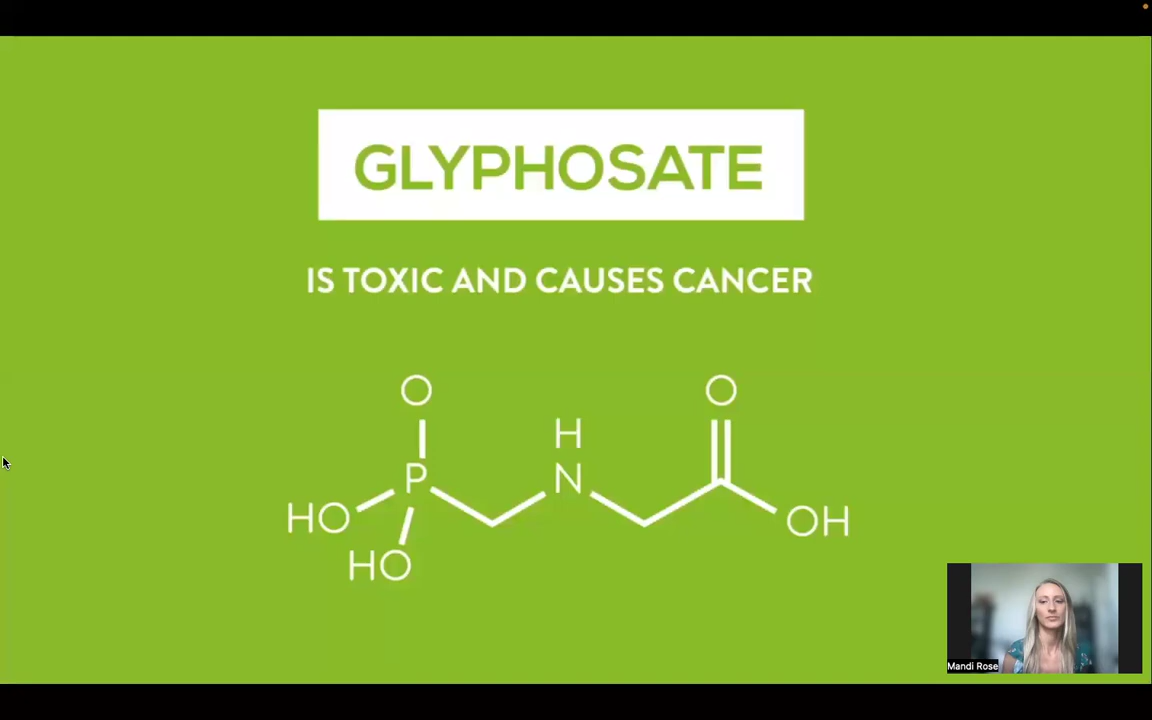 GLYPHOSATE
IS TOXIC AND CAUSES CANCER
O
O
H
P
N
HO
OH
HO
Mandi Rose